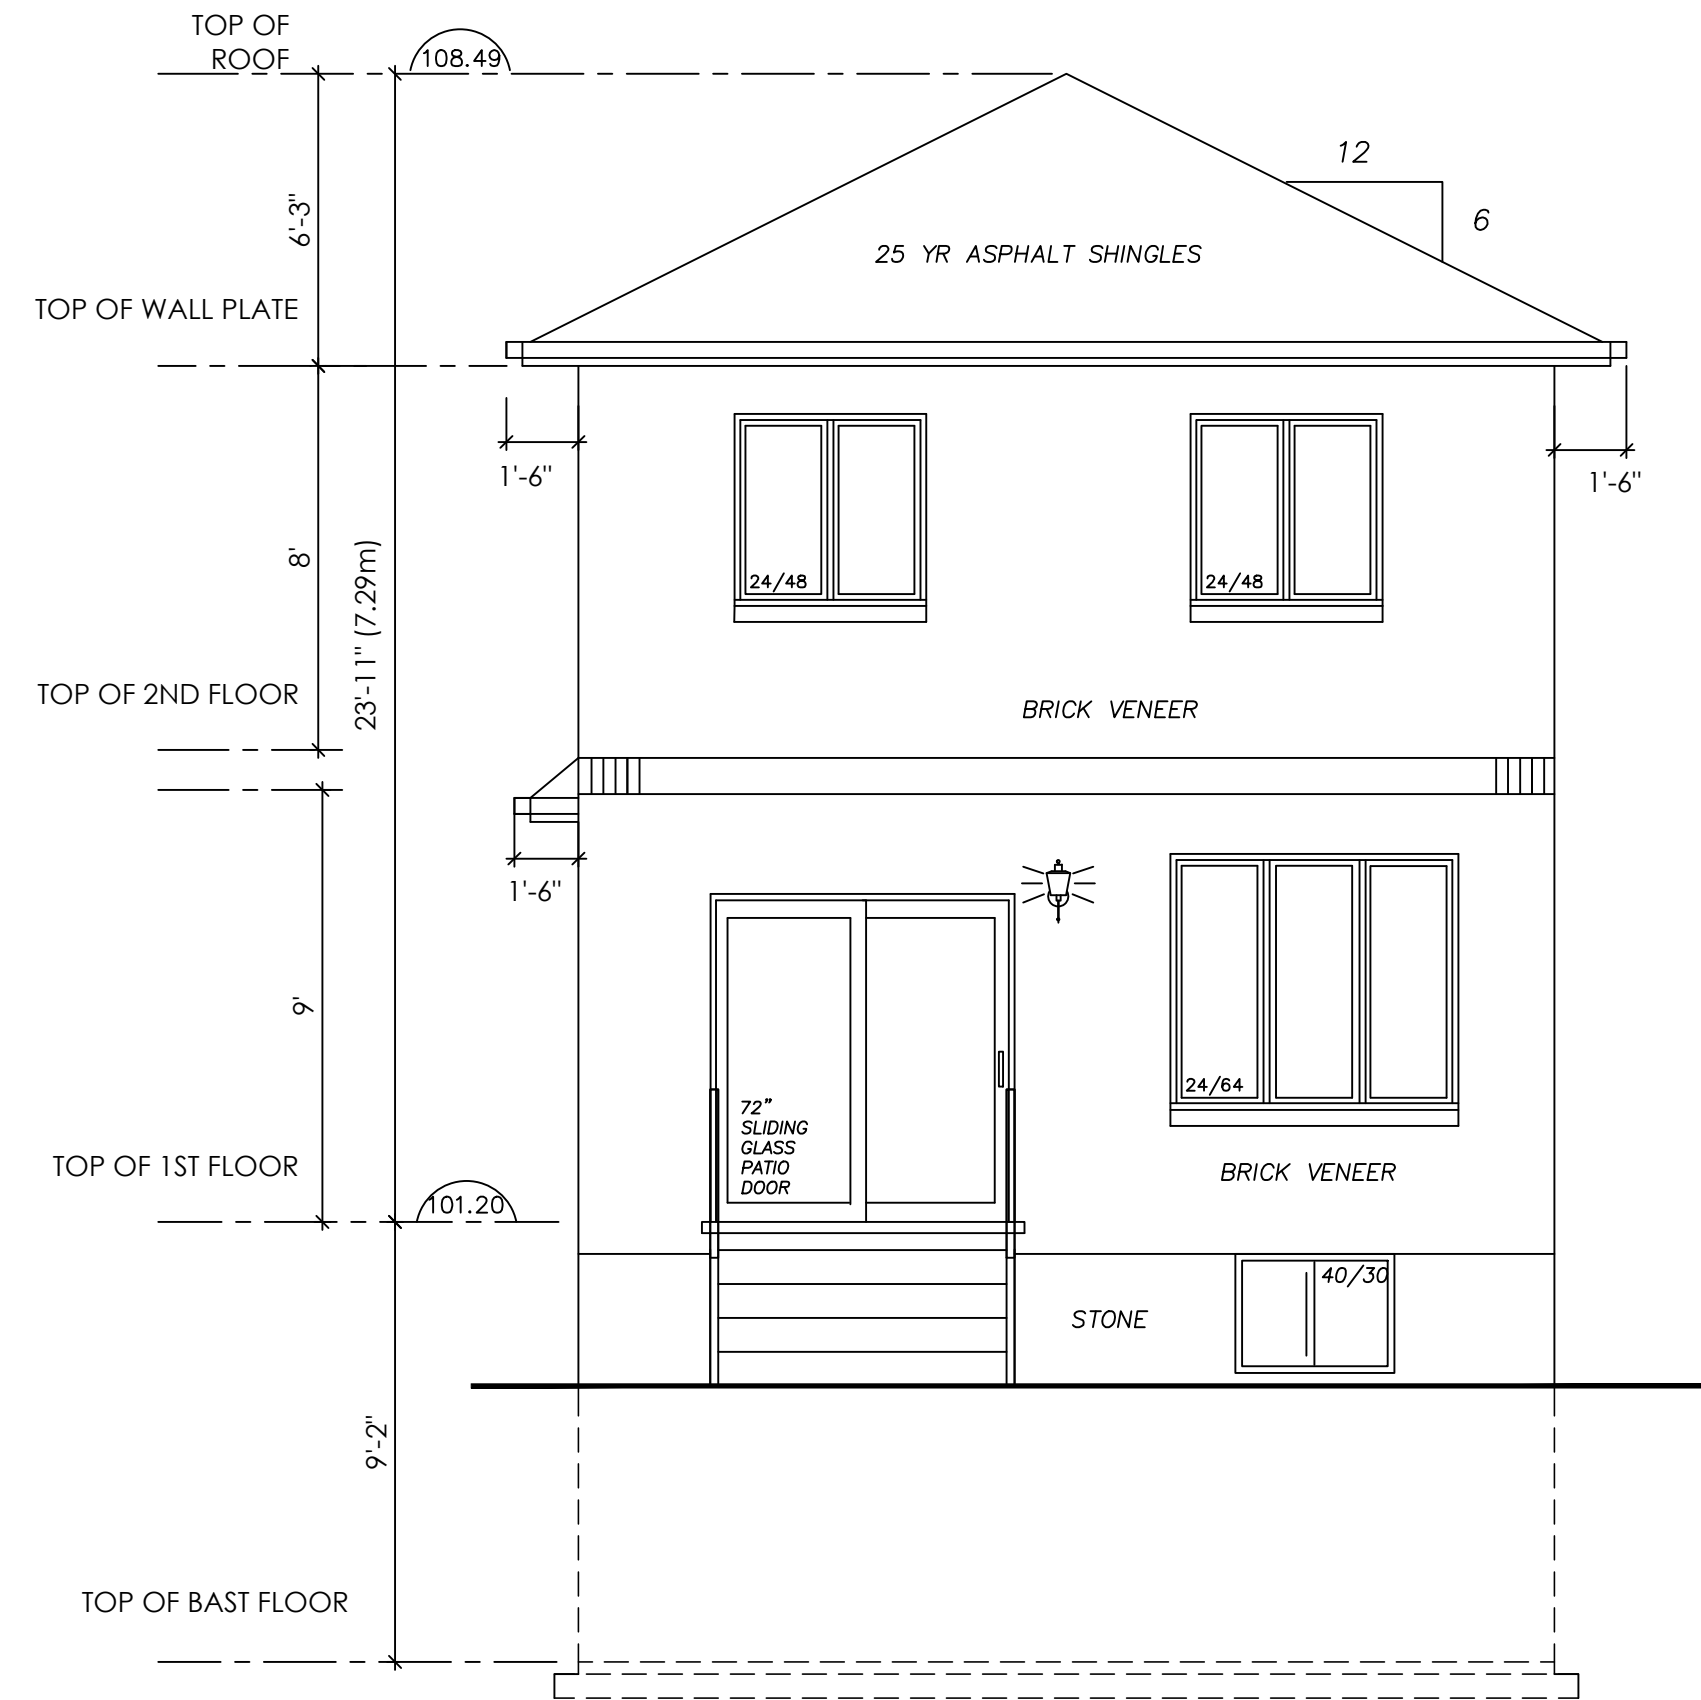 TOP OF
ROOF
108.49
12
6
6'-3"
25 YR ASPHALT SHINGLES
TOP OF WALL PLATE
1'-6"
1'-6"
8'
23'-11" (7.29m)
24/48
24/48
TOP OF 2ND FLOOR
BRICK VENEER
1'-6"
9'
24/64
72"
SLIDING
GLASS
PATIO
DOOR
TOP OF 1ST FLOOR
BRICK VENEER
101.20
40/30
STONE
9'-2"
TOP OF BAST FLOOR